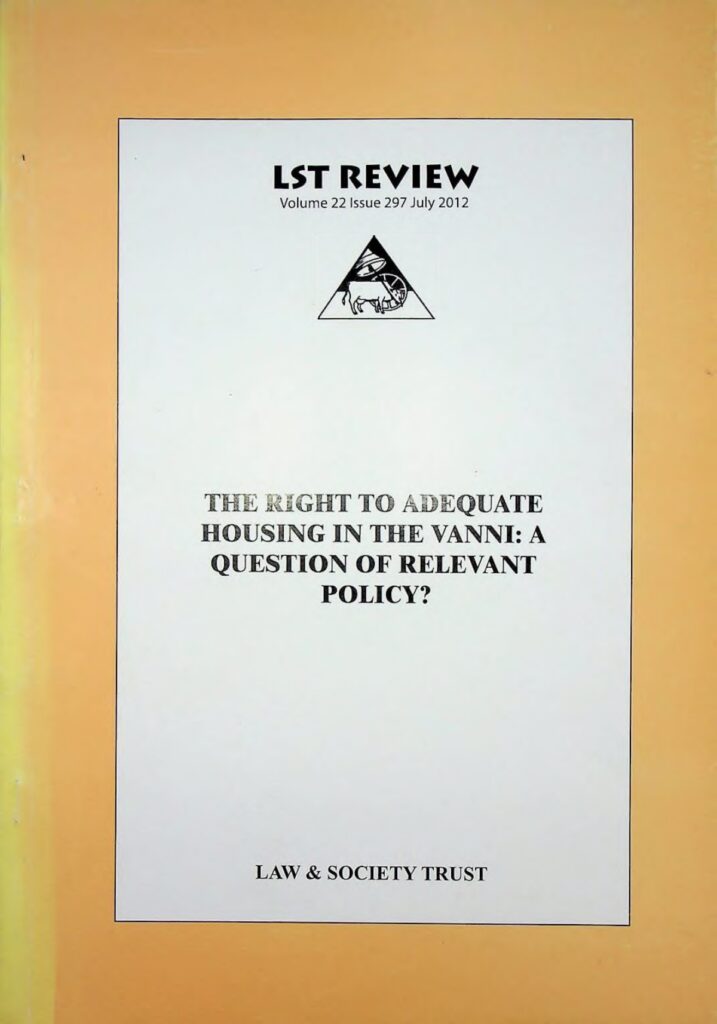 LST REVIEW
Volume 22 Issue 297 July 2012
THE RIGHT TO ADEQUATE
HOUSING IN THE VANNI: A
QUESTION OF RELEVANT
POLICY?
LAW & SOCIETY TRUST